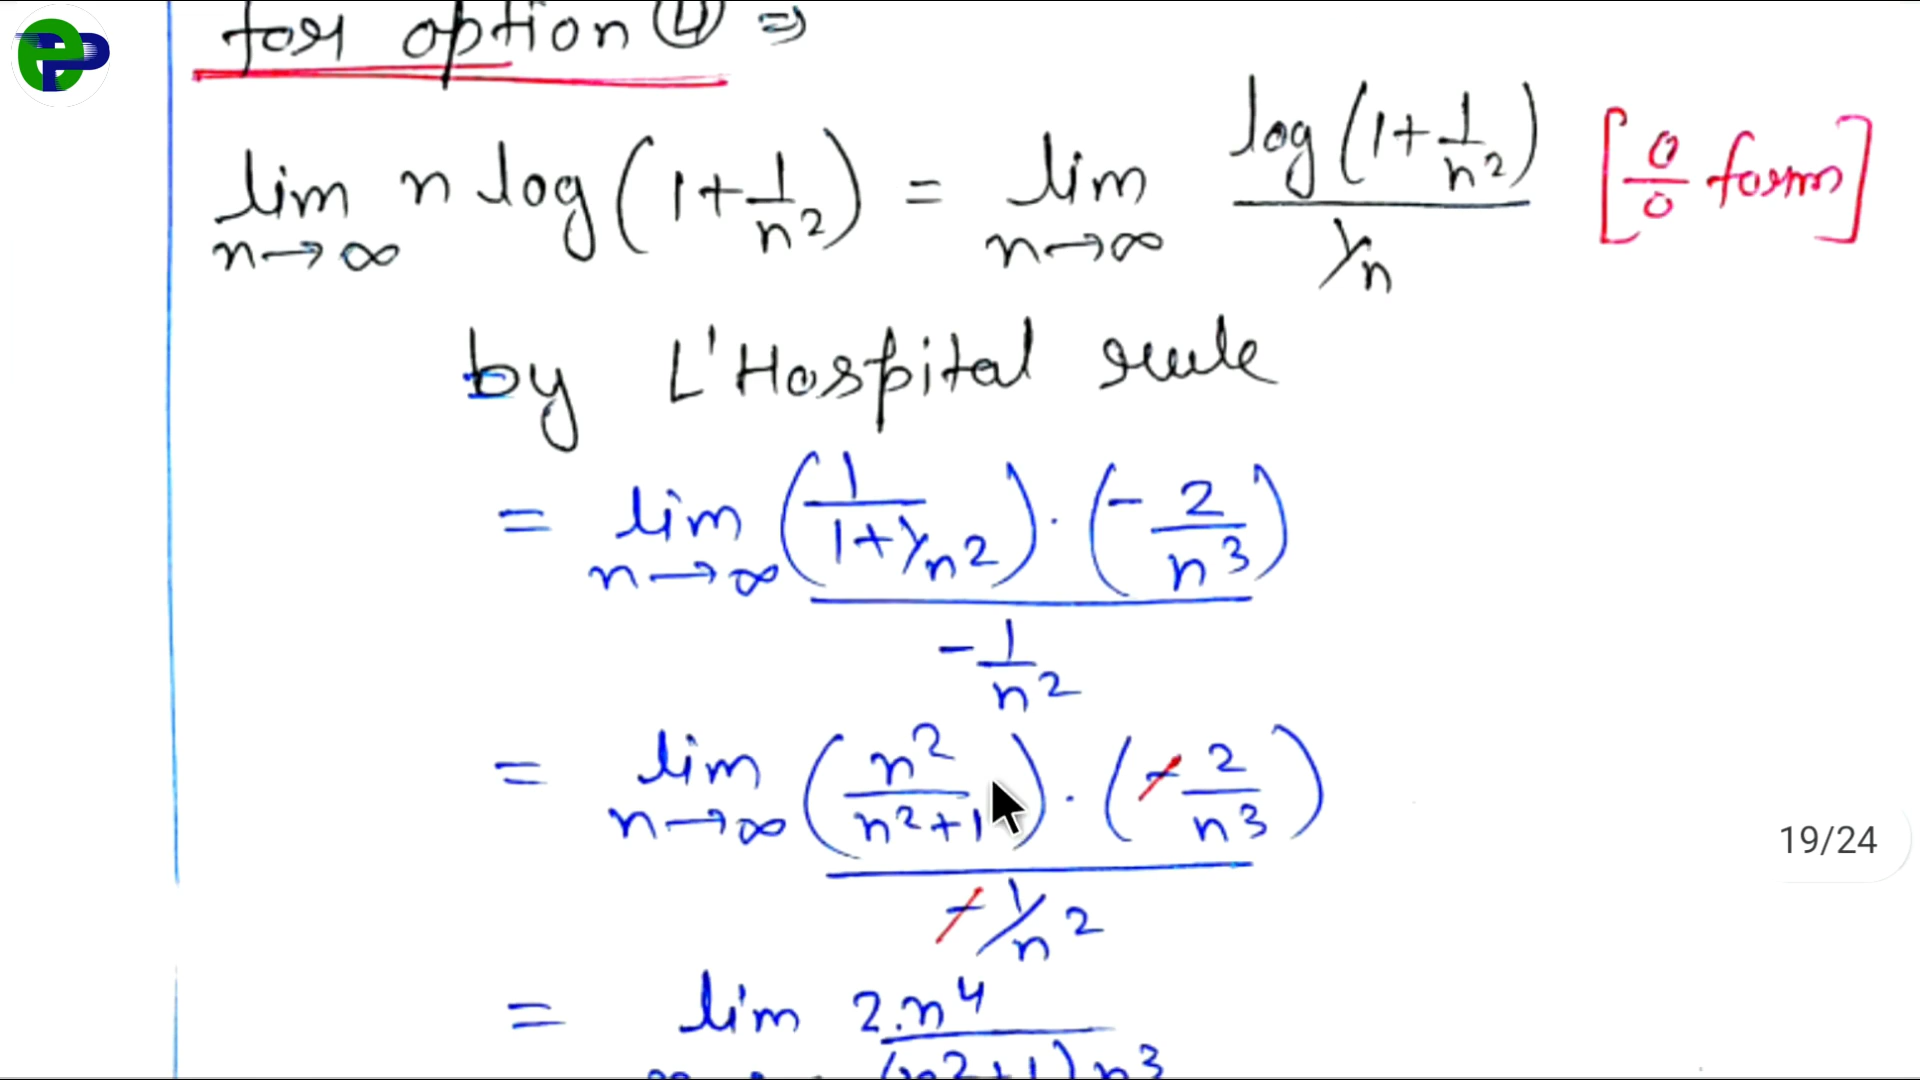 eP
for option ④ ⇒
lim n→∞ n log(1+1/n²) = lim n→∞ log(1+1/n²) / 1/n [0/0 form]
by L'Hospital rule
= lim n→∞ (1/(1+1/n²))·(-2/n³) / -1/n²
= lim n→∞ (n²/(n²+1))·(-2/n³) / -1/n²
19/24
= lim 2.n⁴/(n²+1)n³